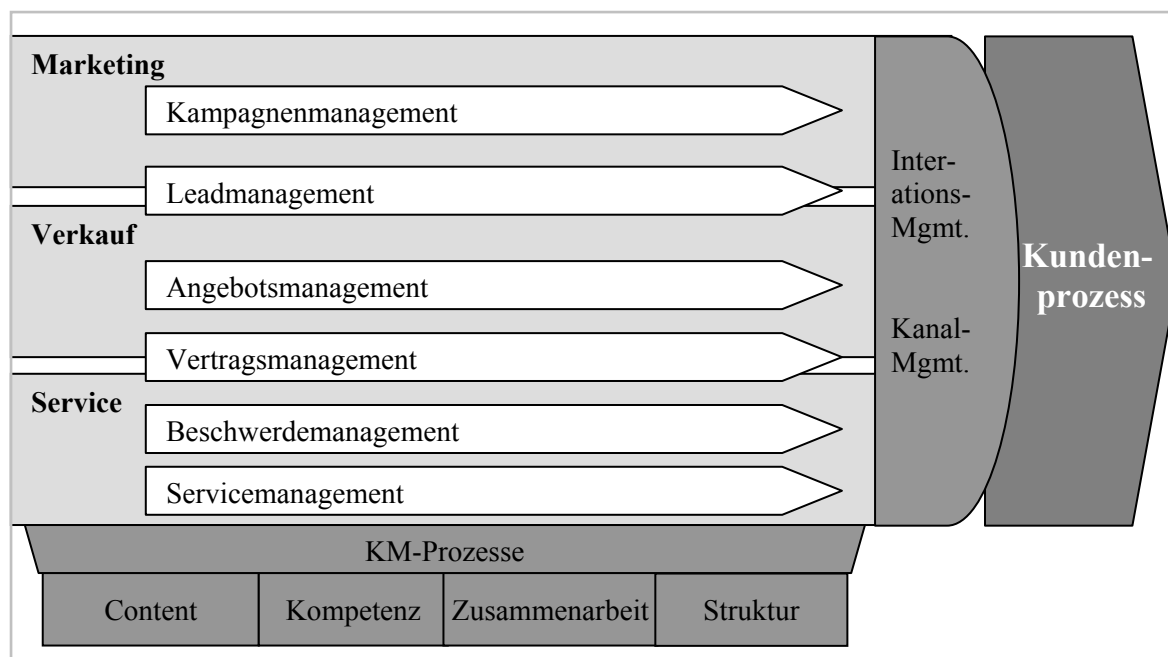 Marketing
Kampagnenmanagement
Leadmanagement
Verkauf
Angebotsmanagement
Vertragsmanagement
Service
Beschwerdemanagement
Servicemanagement
Inter-
ations-
Mgmt.
Kanal-
Mgmt.
Kunden-
prozess
KM-Prozesse
Content
Kompetenz
Zusammenarbeit
Struktur